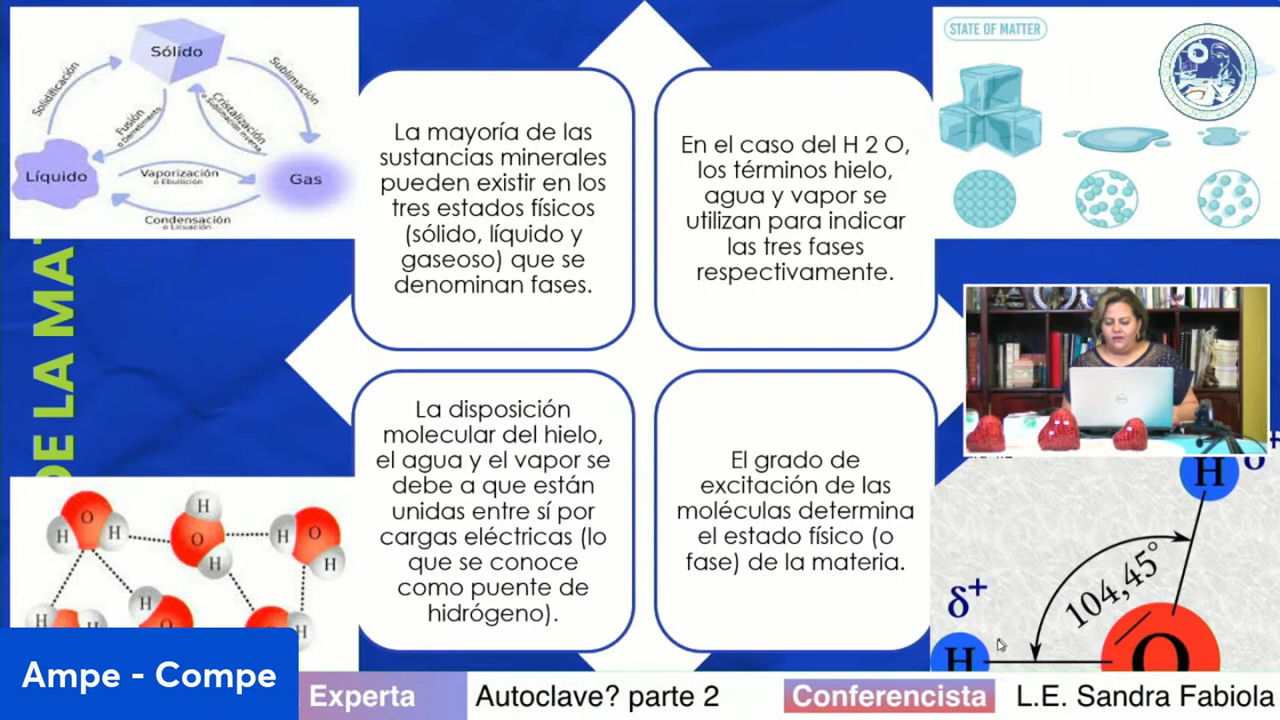 Sólido
Solidificación
Sublimación
Fusión
o Derretimiento
Cristalización
Líquido
Vaporización
o Ebullición
Gas
Condensación
o Licuación
La mayoría de las
sustancias minerales
pueden existir en los
tres estados físicos
(sólido, líquido y
gaseoso) que se
denominan fases.
En el caso del H 2 O,
los términos hielo,
agua y vapor se
utilizan para indicar
las tres fases
respectivamente.
STATE OF MATTER
DE LA MAT
La disposición
molecular del hielo,
el agua y el vapor se
debe a que están
unidas entre sí por
cargas eléctricas (lo
que se conoce
como puente de
hidrógeno).
El grado de
excitación de las
moléculas determina
el estado físico (o
fase) de la materia.
H
O
H
H
O
H
H
O
H
H
H
H
O
H
H
δ+
104,45°
δ+
H
O
Ampe - Compe
Experta
Autoclave? parte 2
Conferencista
L.E. Sandra Fabiola